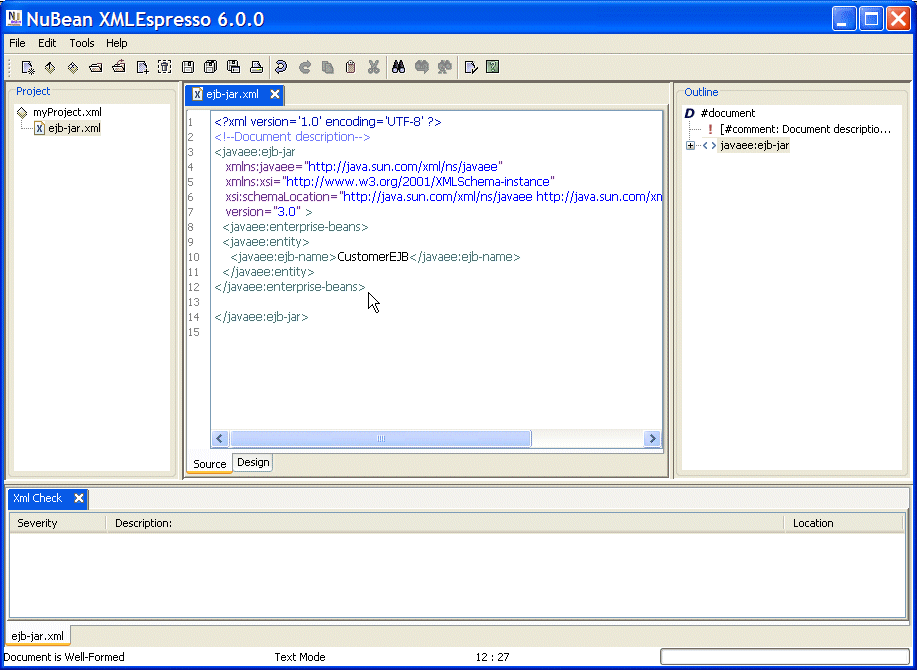 NuBean XMLEspresso 6.0.0
File Edit Tools Help
Project
myProject.xml
ejb-jar.xml
ejb-jar.xml
1 <?xml version='1.0' encoding='UTF-8' ?>
2 <!--Document description-->
3 <javaee:ejb-jar
4 xmlns:javaee="http://java.sun.com/xml/ns/javaee"
5 xmlns:xsi="http://www.w3.org/2001/XMLSchema-instance"
6 xsi:schemaLocation="http://java.sun.com/xml/ns/javaee http://java.sun.com/xn
7 version="3.0" >
8 <javaee:enterprise-beans>
9 <javaee:entity>
10 <javaee:ejb-name>CustomerEJB</javaee:ejb-name>
11 </javaee:entity>
12 </javaee:enterprise-beans>
13
14 </javaee:ejb-jar>
15
Source Design
Outline
D #document
! [#comment: Document descriptio...
< > javaee:ejb-jar
Xml Check
Severity Description: Location
ejb-jar.xml
Document is Well-Formed Text Mode 12 : 27